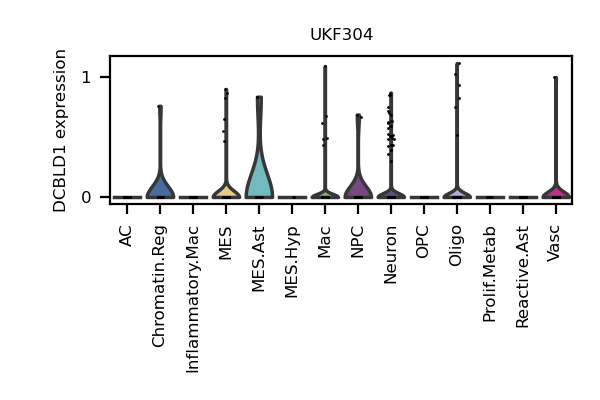 UKF304
DCBLD1 expression
1
0
AC
Chromatin.Reg
Inflammatory.Mac
MES
MES.Ast
MES.Hyp
Mac
NPC
Neuron
OPC
Oligo
Prolif.Metab
Reactive.Ast
Vasc